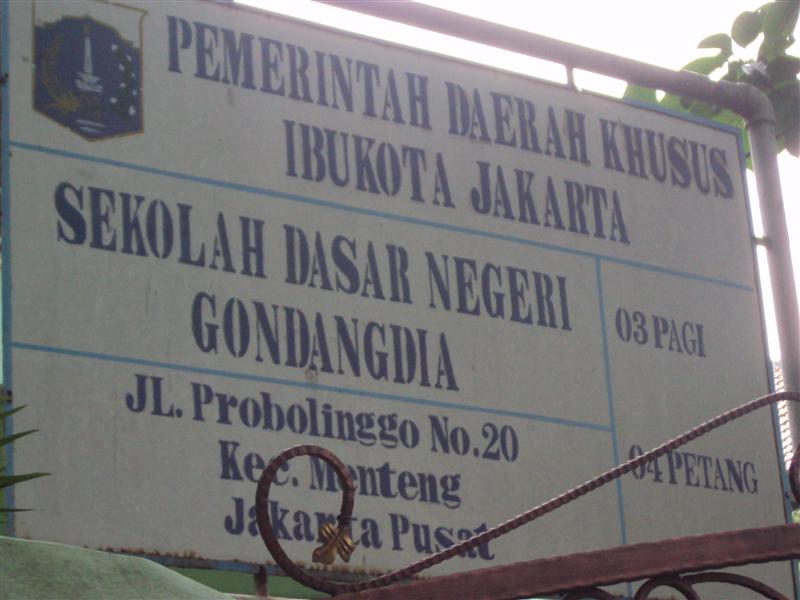 PEMERINTAH DAERAH KHUSUS
IBUKOTA JAKARTA
SEKOLAH DASAR NEGERI
GONDANGDIA
03 PAGI
04 PETANG
JL. Probolinggo No.20
Kec. Menteng
Jakarta Pusat